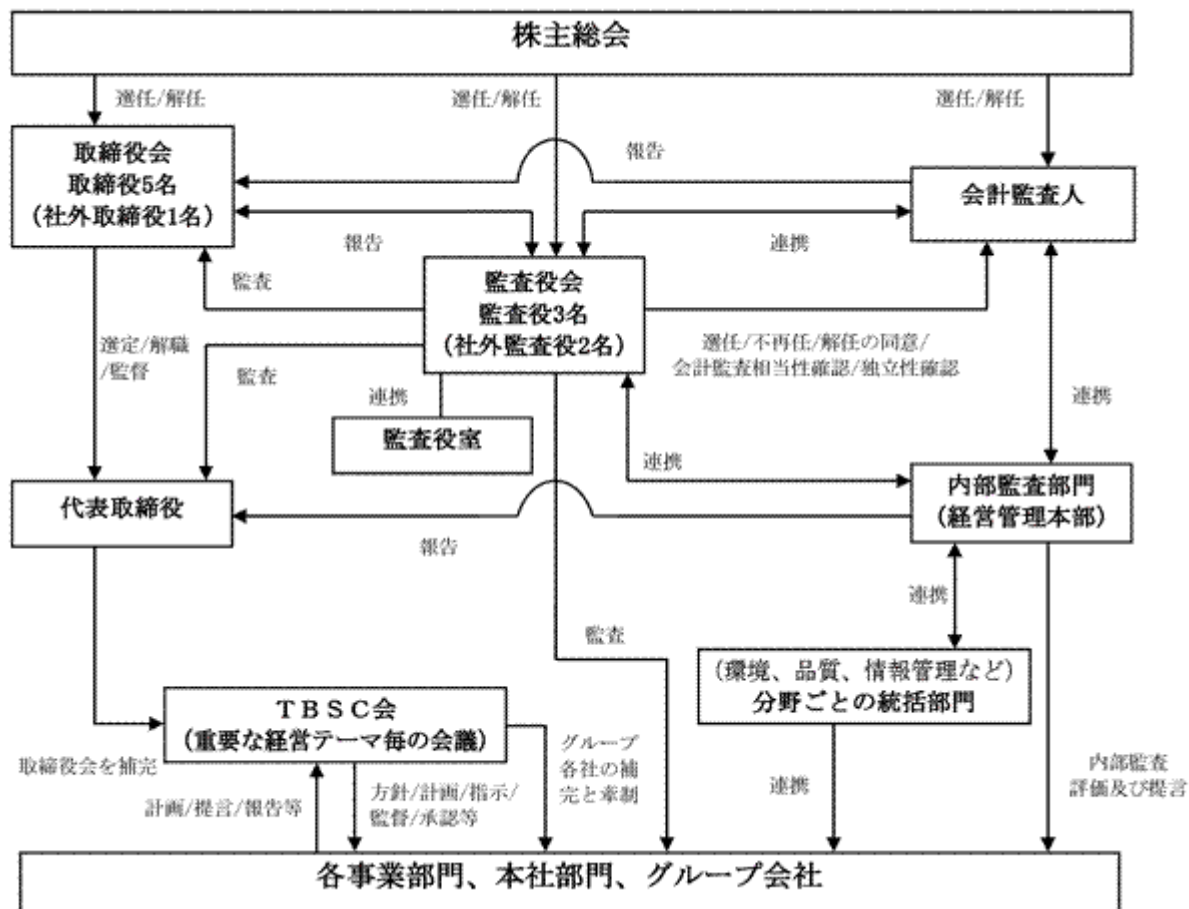 株主総会
選任/解任
選任/解任
選任/解任
取締役会
取締役5名
(社外取締役1名)
報告
会計監査人
報告
連携
監査
監査役会
監査役3名
(社外監査役2名)
選定/解職
/監督
監査
選任/不再任/解任の同意/
会計監査相当性確認/独立性確認
連携
連携
監査役室
連携
代表取締役
内部監査部門
(経営管理本部)
報告
連携
監査
(環境、品質、情報管理など)
分野ごとの統括部門
TBSC会
(重要な経営テーマ毎の会議)
取締役会を補完
グループ
各社の補
完と牽制
連携
内部監査
評価及び提言
計画/提言/報告等
方針/計画/指示/
監督/承認等
各事業部門、本社部門、グループ会社